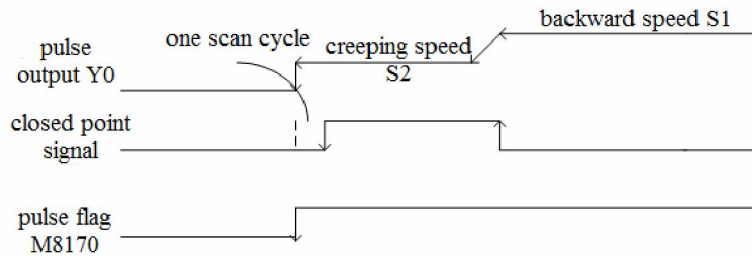 backward speed S1
one scan cycle
creeping speed
S2
pulse
output Y0
closed point
signal
pulse flag
M8170